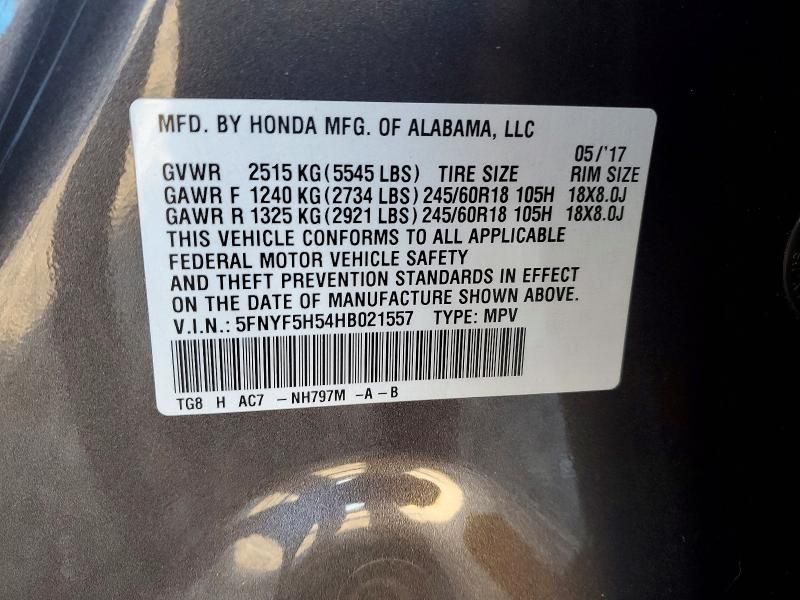 MFD. BY HONDA MFG. OF ALABAMA, LLC
05/'17
GVWR 2515 KG(5545 LBS) TIRE SIZE RIM SIZE
GAWR F 1240 KG(2734 LBS) 245/60R18 105H 18X8.0J
GAWR R 1325 KG(2921 LBS) 245/60R18 105H 18X8.0J
THIS VEHICLE CONFORMS TO ALL APPLICABLE
FEDERAL MOTOR VEHICLE SAFETY
AND THEFT PREVENTION STANDARDS IN EFFECT
ON THE DATE OF MANUFACTURE SHOWN ABOVE.
V.I.N.: 5FNYF5H54HB021557 TYPE: MPV
TG8 H AC7 -NH797M -A-B